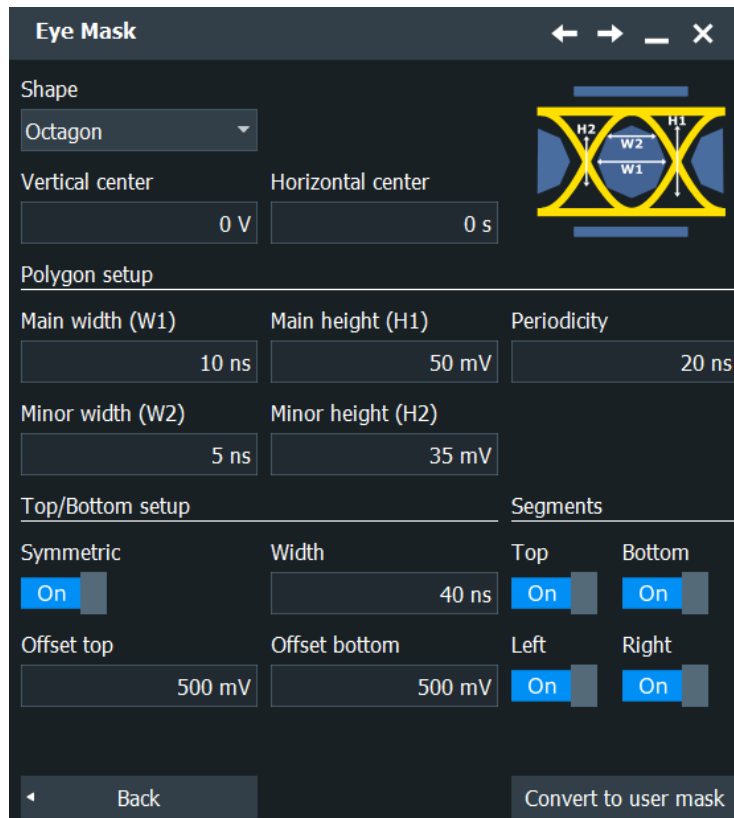 Eye Mask
Shape
Octagon
H2
H1
W2
W1
Vertical center Horizontal center
0 V 0 s
Polygon setup
Main width (W1) Main height (H1) Periodicity
10 ns 50 mV 20 ns
Minor width (W2) Minor height (H2)
5 ns 35 mV
Top/Bottom setup Segments
Symmetric Width Top Bottom
On 40 ns On On
Offset top Offset bottom Left Right
500 mV 500 mV On On
Back Convert to user mask